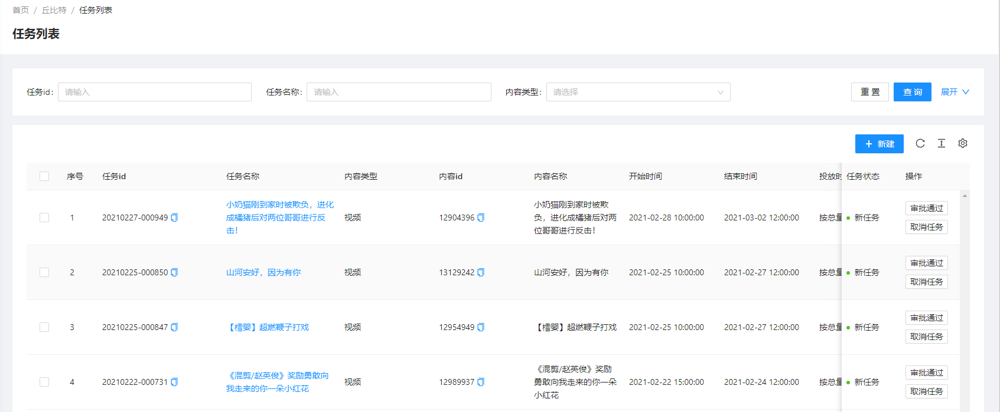 首页 / 丘比特 / 任务列表
任务列表
任务id: 请输入 任务名称: 请输入 内容类型: 请选择 重 置 查 询 展开
+ 新建
序号 任务id 任务名称 内容类型 内容id 内容名称 开始时间 结束时间 投放时 任务状态 操作
1 20210227-000949 小奶猫刚到家时被欺负，进化
成橘猪后对两位哥哥进行反
击！ 视频 12904396 小奶猫刚到家时被欺
负，进化成橘猪后对两
位哥哥进行反击！ 2021-02-28 10:00:00 2021-03-02 12:00:00 按总量 新任务 审批通过
取消任务
2 20210225-000850 山河安好，因为有你 视频 13129242 山河安好，因为有你 2021-02-25 10:00:00 2021-02-27 12:00:00 按总量 新任务 审批通过
取消任务
3 20210225-000847 【樰婴】超燃鞭子打戏 视频 12954949 【樰婴】超燃鞭子打戏 2021-02-25 10:00:00 2021-02-27 12:00:00 按总量 新任务 审批通过
取消任务
4 20210222-000731 《混剪/赵英俊》奖励勇敢向
我走来的你一朵小红花 视频 12989937 《混剪/赵英俊》奖励
勇敢向我走来的你一朵
小红花 2021-02-22 15:00:00 2021-02-24 12:00:00 按总量 新任务 审批通过
取消任务